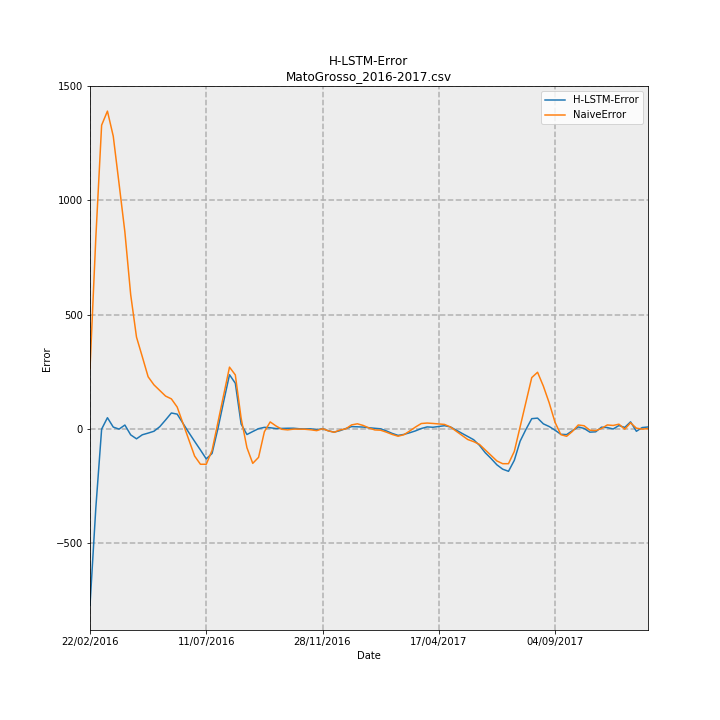 H-LSTM-Error
MatoGrosso_2016-2017.csv
H-LSTM-Error
NaiveError
1500
1000
500
0
−500
Error
22/02/2016
11/07/2016
28/11/2016
17/04/2017
04/09/2017
Date